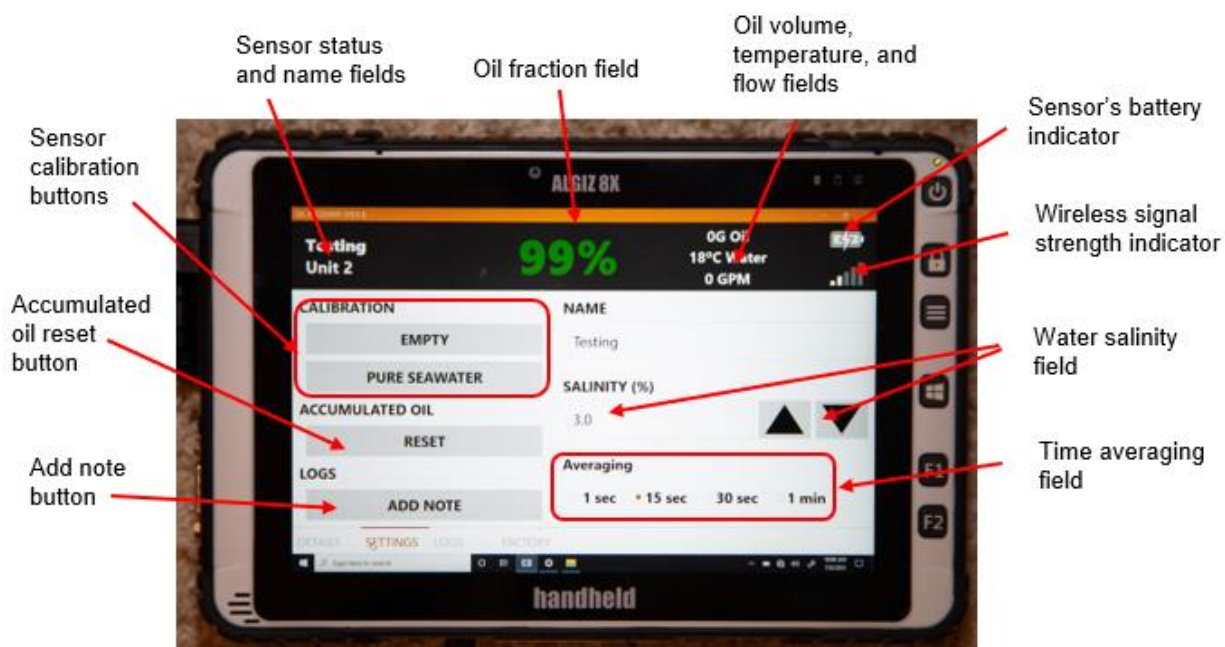 Sensor status
and name fields
Oil fraction field
Oil volume,
temperature, and
flow fields
Sensor's battery
indicator
Sensor
calibration
buttons
Wireless signal
strength indicator
Accumulated
oil reset
button
Water salinity
field
Add note
button
Time averaging
field
ALGIZ 8X
Testing
Unit 2
99%
0G Oil
18°C Water
0 GPM
CALIBRATION
EMPTY
PURE SEAWATER
ACCUMULATED OIL
RESET
LOGS
ADD NOTE
NAME
Testing
SALINITY (%)
3.0
Averaging
1 sec 15 sec 30 sec 1 min
DETAILS SETTINGS LOGS FACTORY
Type here to search
F1
F2
handheld